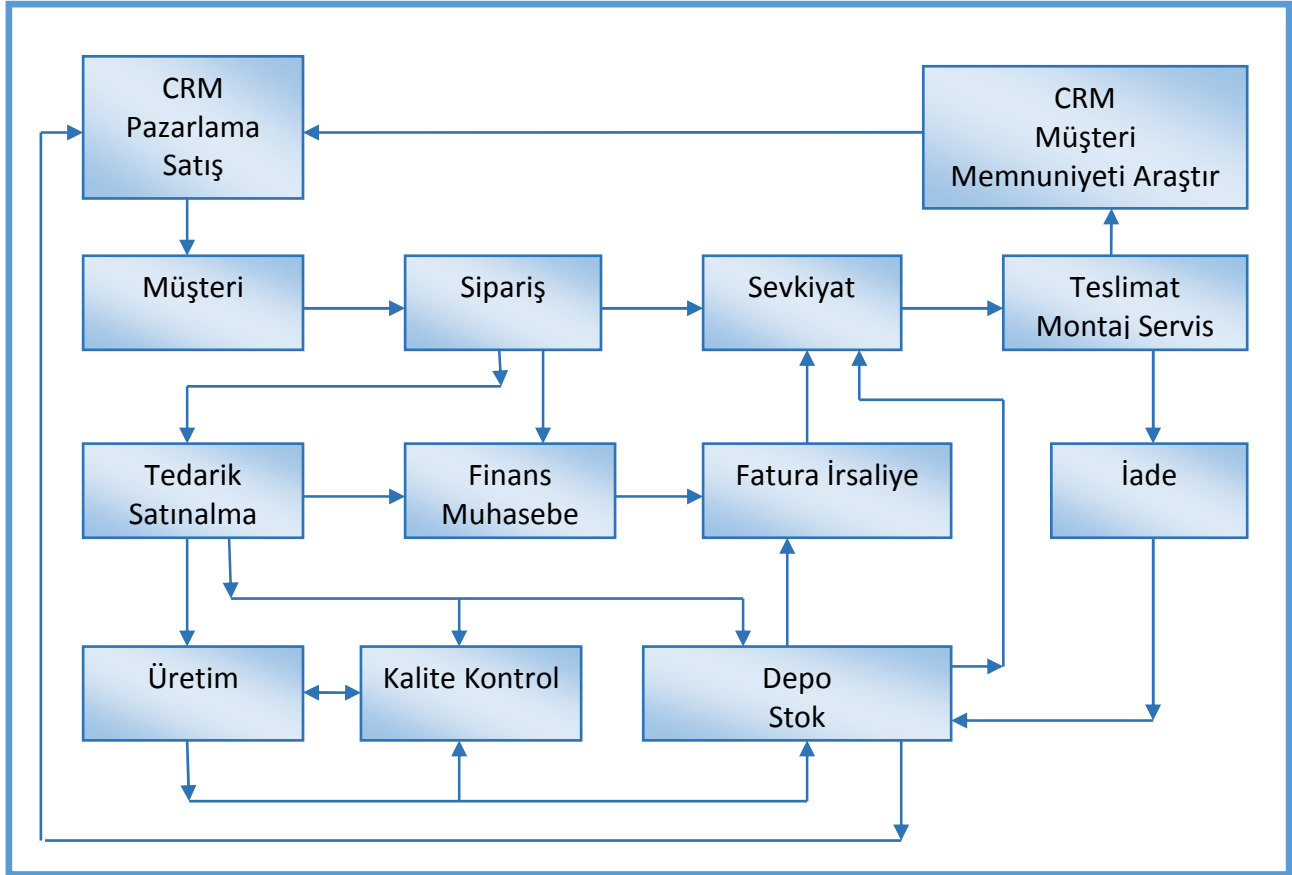 CRM
Pazarlama
Satış
CRM
Müşteri
Memnuniyeti Araştır
Müşteri
Sipariş
Sevkiyat
Teslimat
Montaj Servis
Tedarik
Satınalma
Finans
Muhasebe
Fatura İrsaliye
İade
Üretim
Kalite Kontrol
Depo
Stok